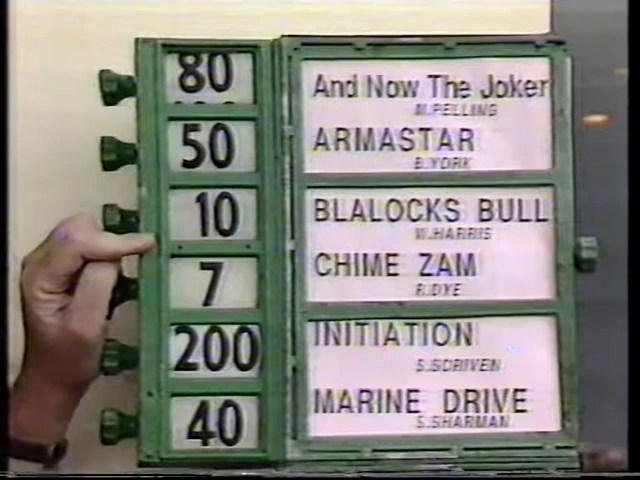 80 And Now The Joker
M.PELLING
50 ARMASTAR
B.YORK
10 BLALOCKS BULL
W.HARRIS
7 CHIME ZAM
R.DYE
200 INITIATION
S.SCRIVEN
40 MARINE DRIVE
S.SHARMAN